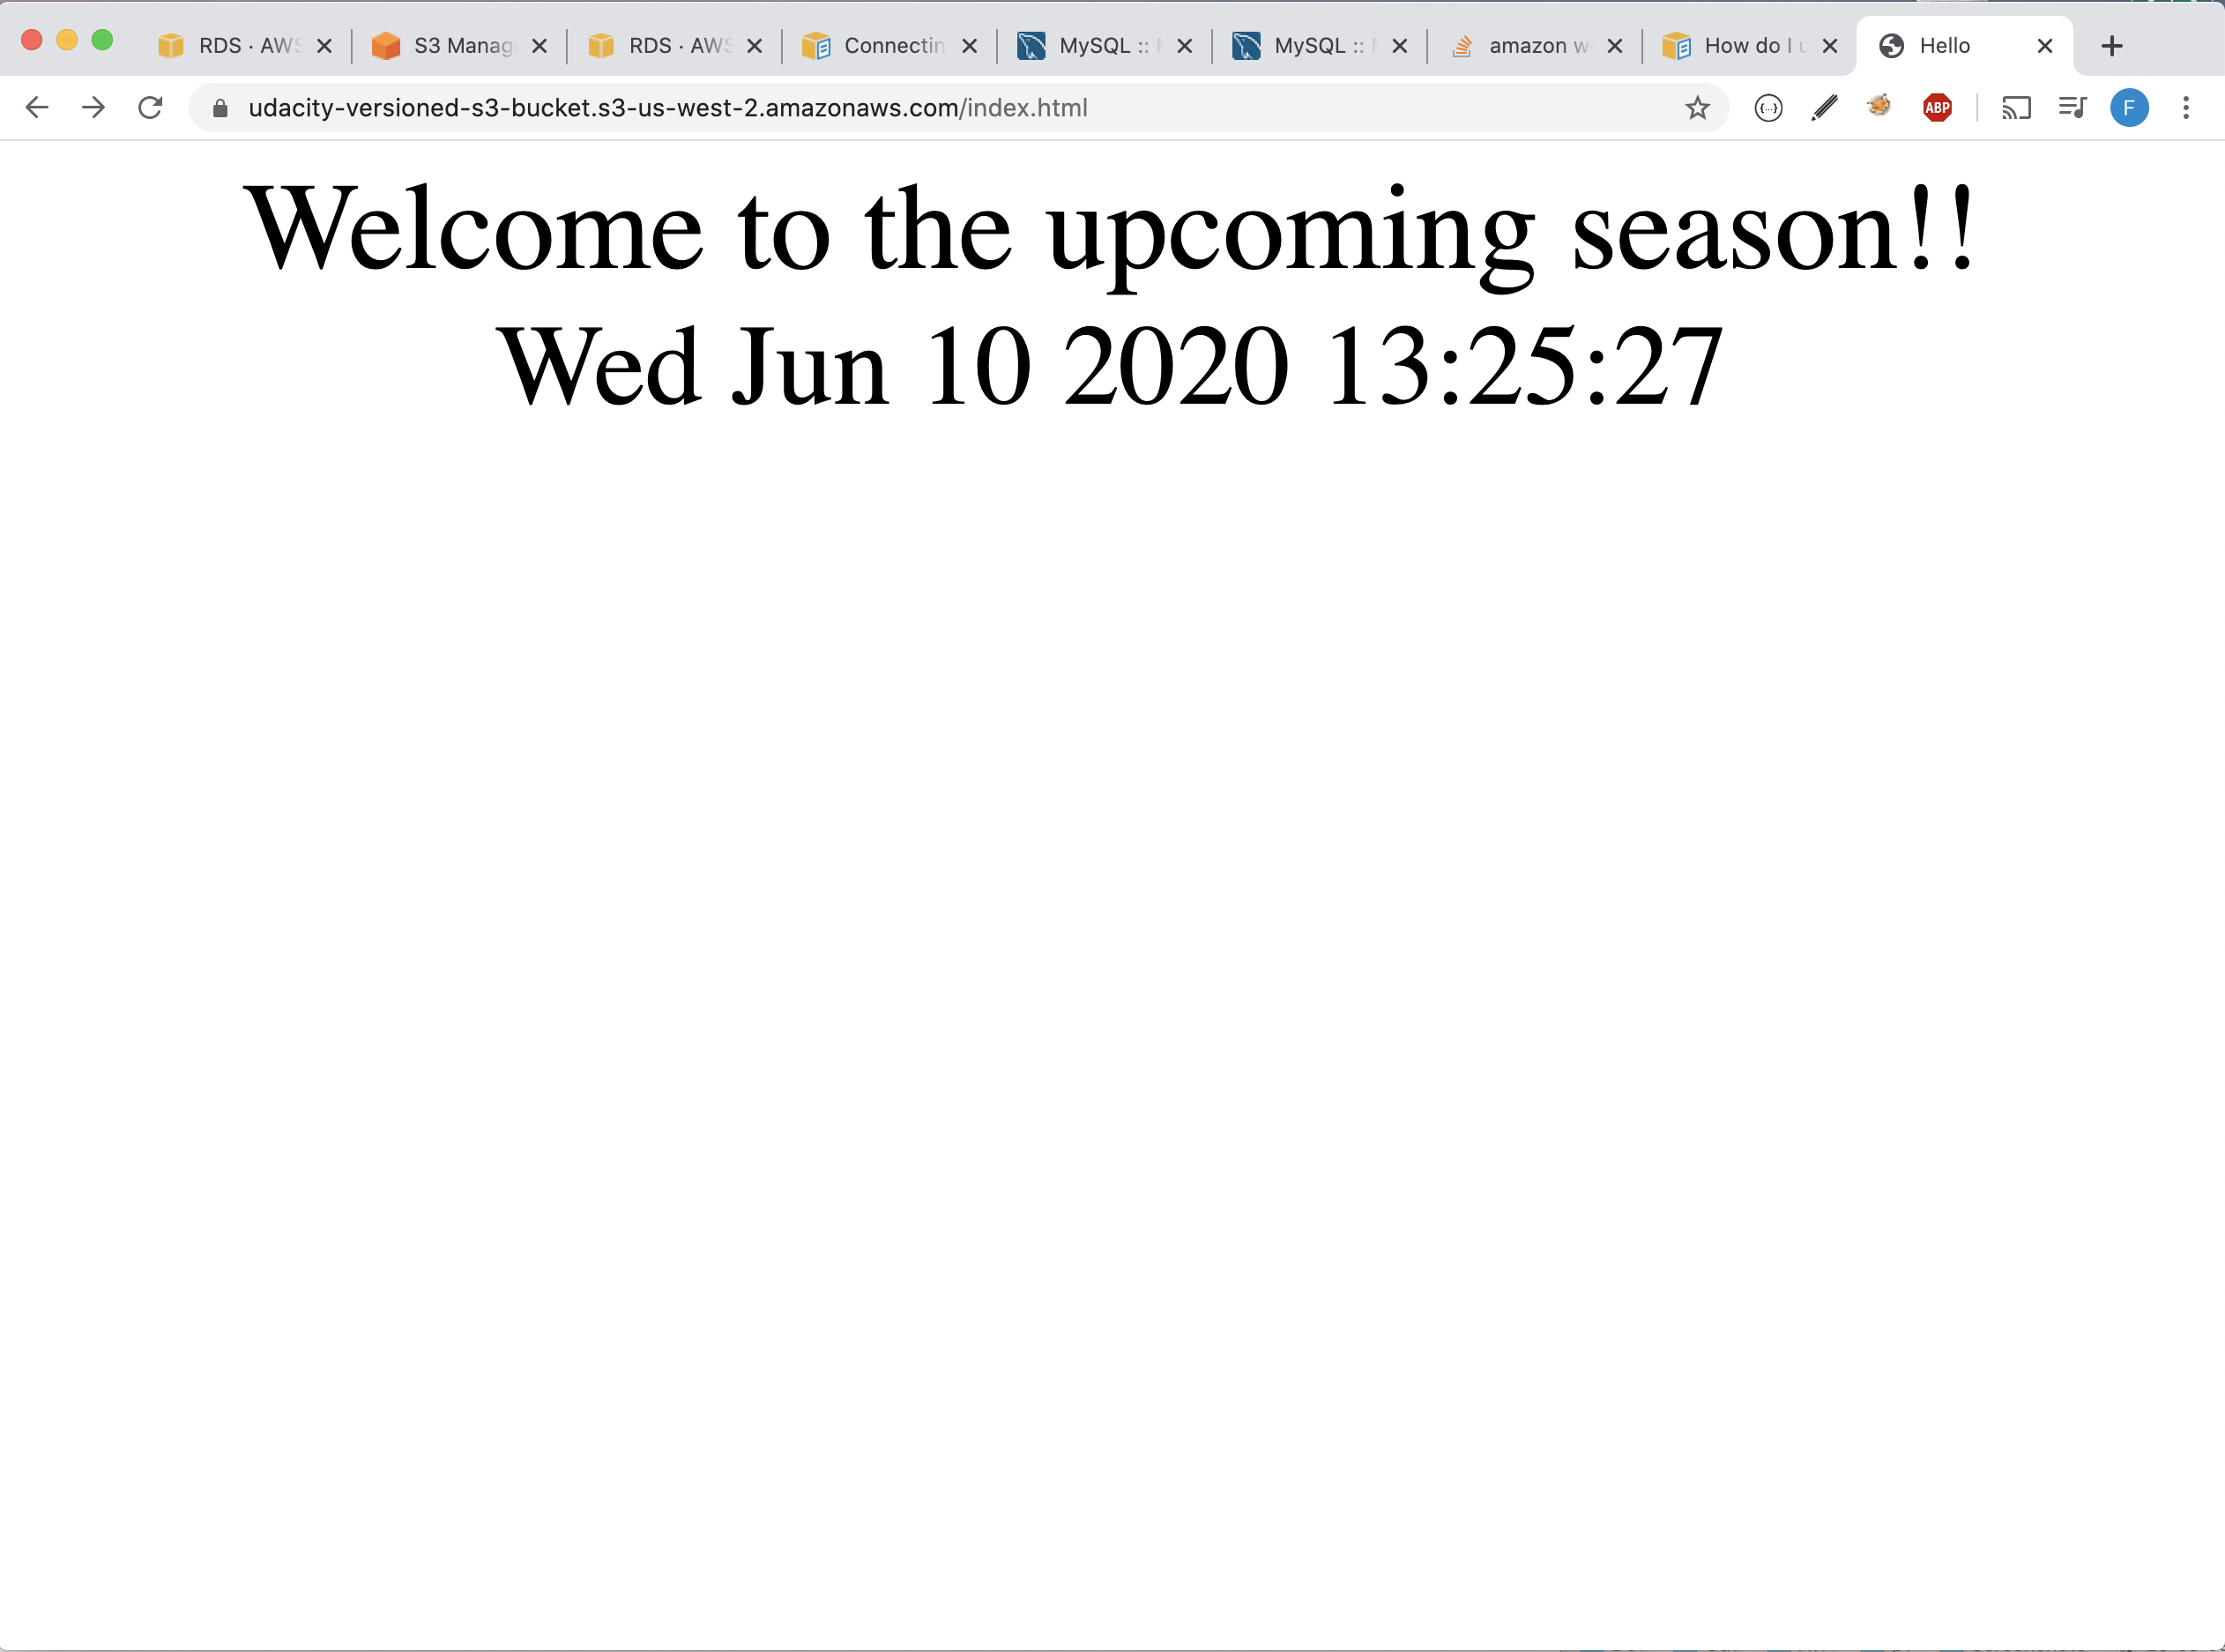 RDS · AWS
S3 Manag
RDS · AWS
Connectin
MySQL ::
MySQL ::
amazon w
How do I u
Hello
udacity-versioned-s3-bucket.s3-us-west-2.amazonaws.com/index.html
{...}
ABP
F
Welcome to the upcoming season!!
Wed Jun 10 2020 13:25:27